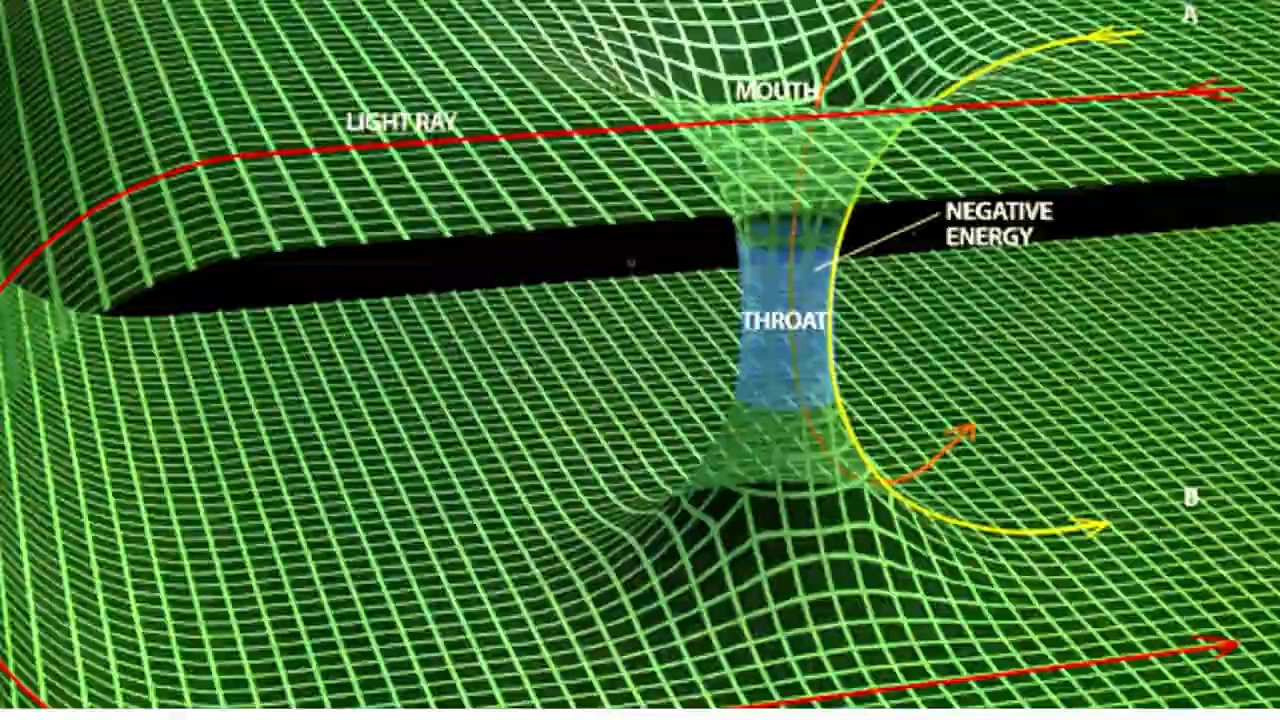 A
MOUTH
LIGHT RAY
NEGATIVE
ENERGY
THROAT
B